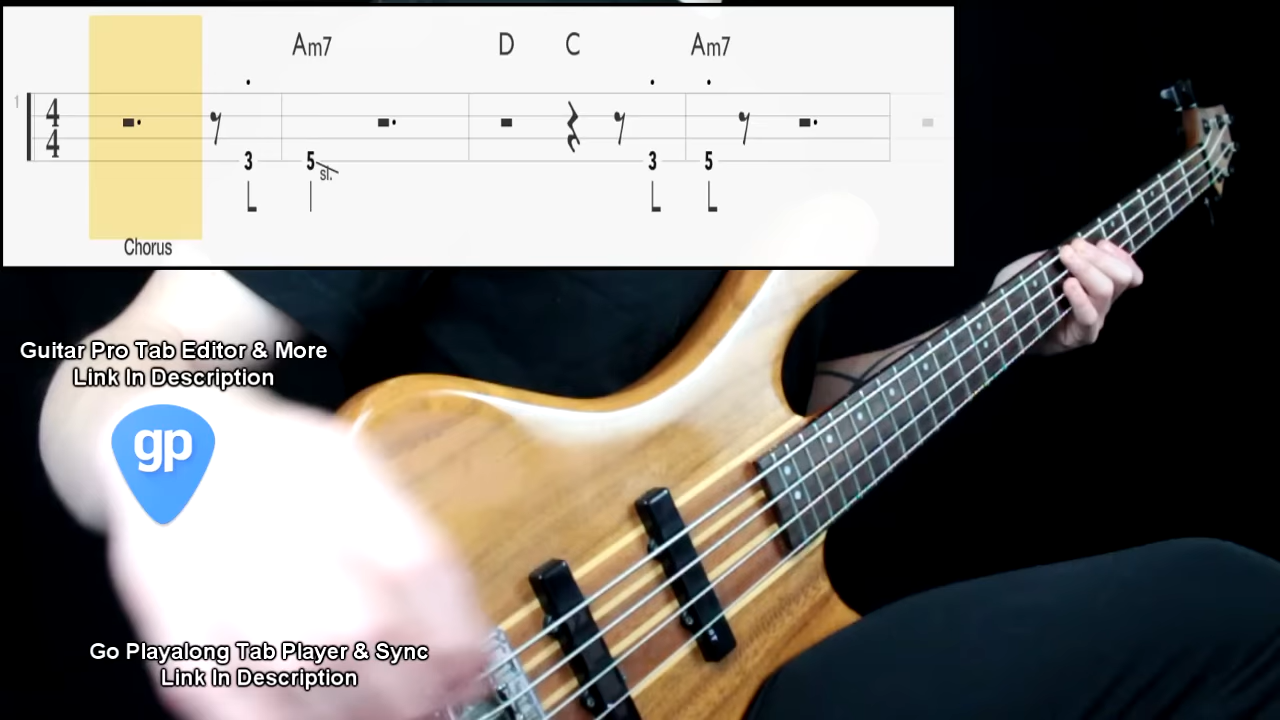 Am7 D C Am7
1 4 4
3 5 sl. 3 5
Chorus
Guitar Pro Tab Editor & More
Link In Description
gp
Go Playalong Tab Player & Sync
Link In Description